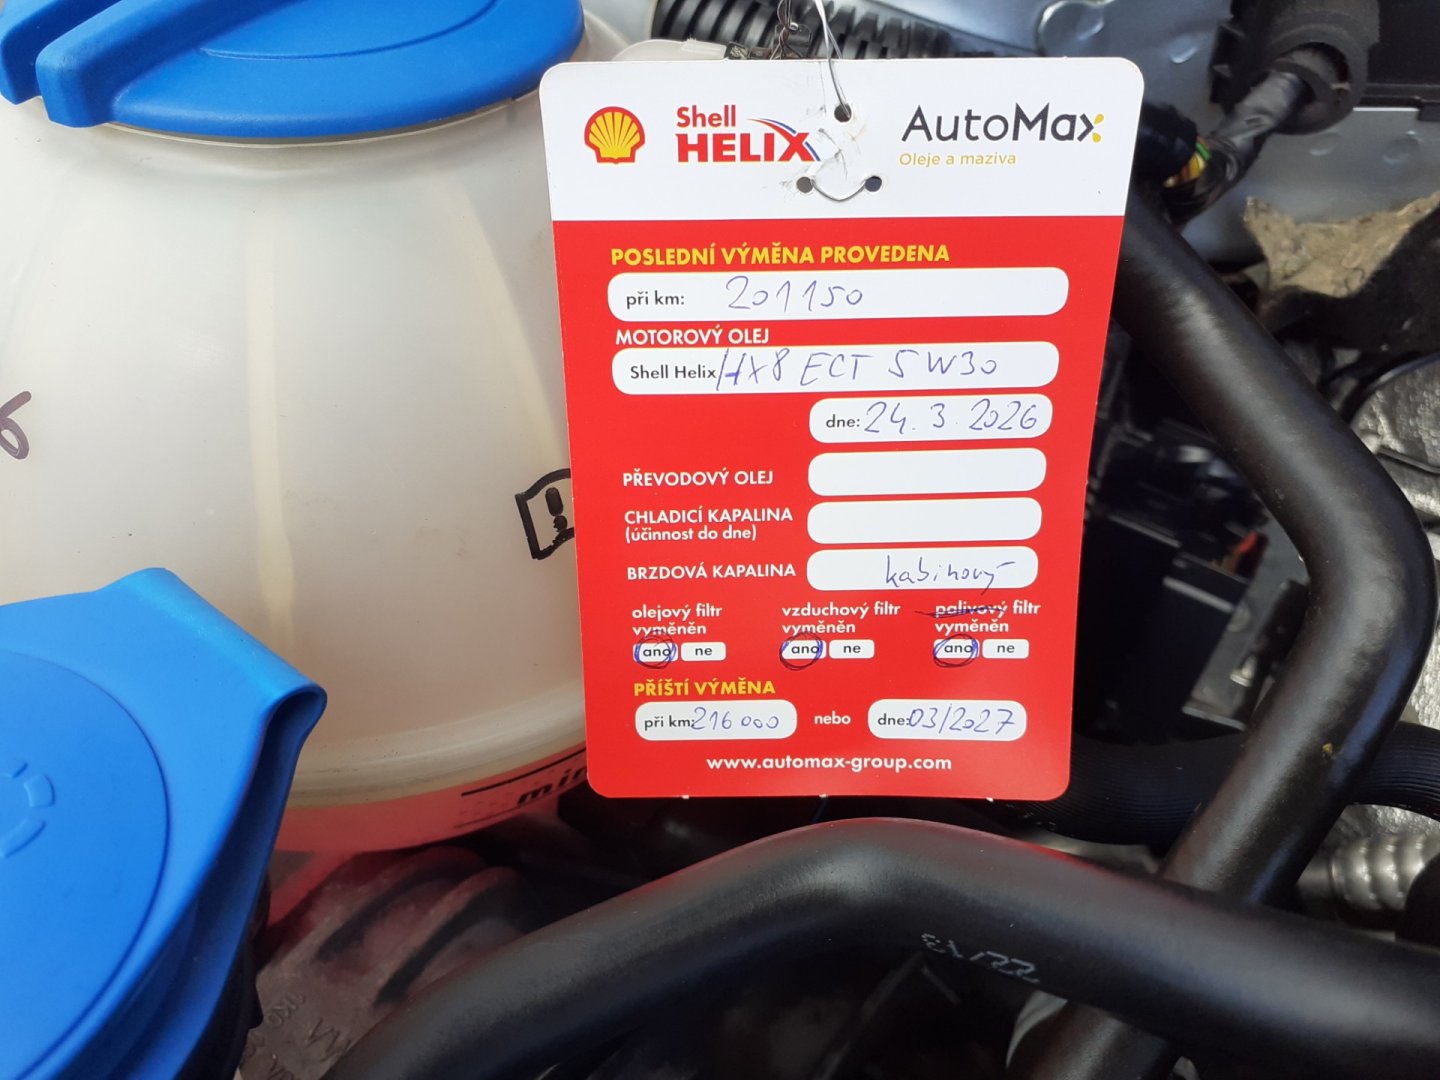 Shell
HELIX
AutoMax
Oleje a maziva
POSLEDNÍ VÝMĚNA PROVEDENA
při km: 201150
MOTOROVÝ OLEJ
Shell Helix HX8 ECT 5W30
dne: 24. 3. 2026
PŘEVODOVÝ OLEJ
CHLADICÍ KAPALINA
(účinnost do dne)
BRZDOVÁ KAPALINA
kabinový
olejový filtr
vyměněn
ano ne
vzduchový filtr
vyměněn
ano ne
palivový filtr
vyměněn
ano ne
PŘÍŠTÍ VÝMĚNA
při km: 216 000 nebo dne: 03/2027
www.automax-group.com
min
6